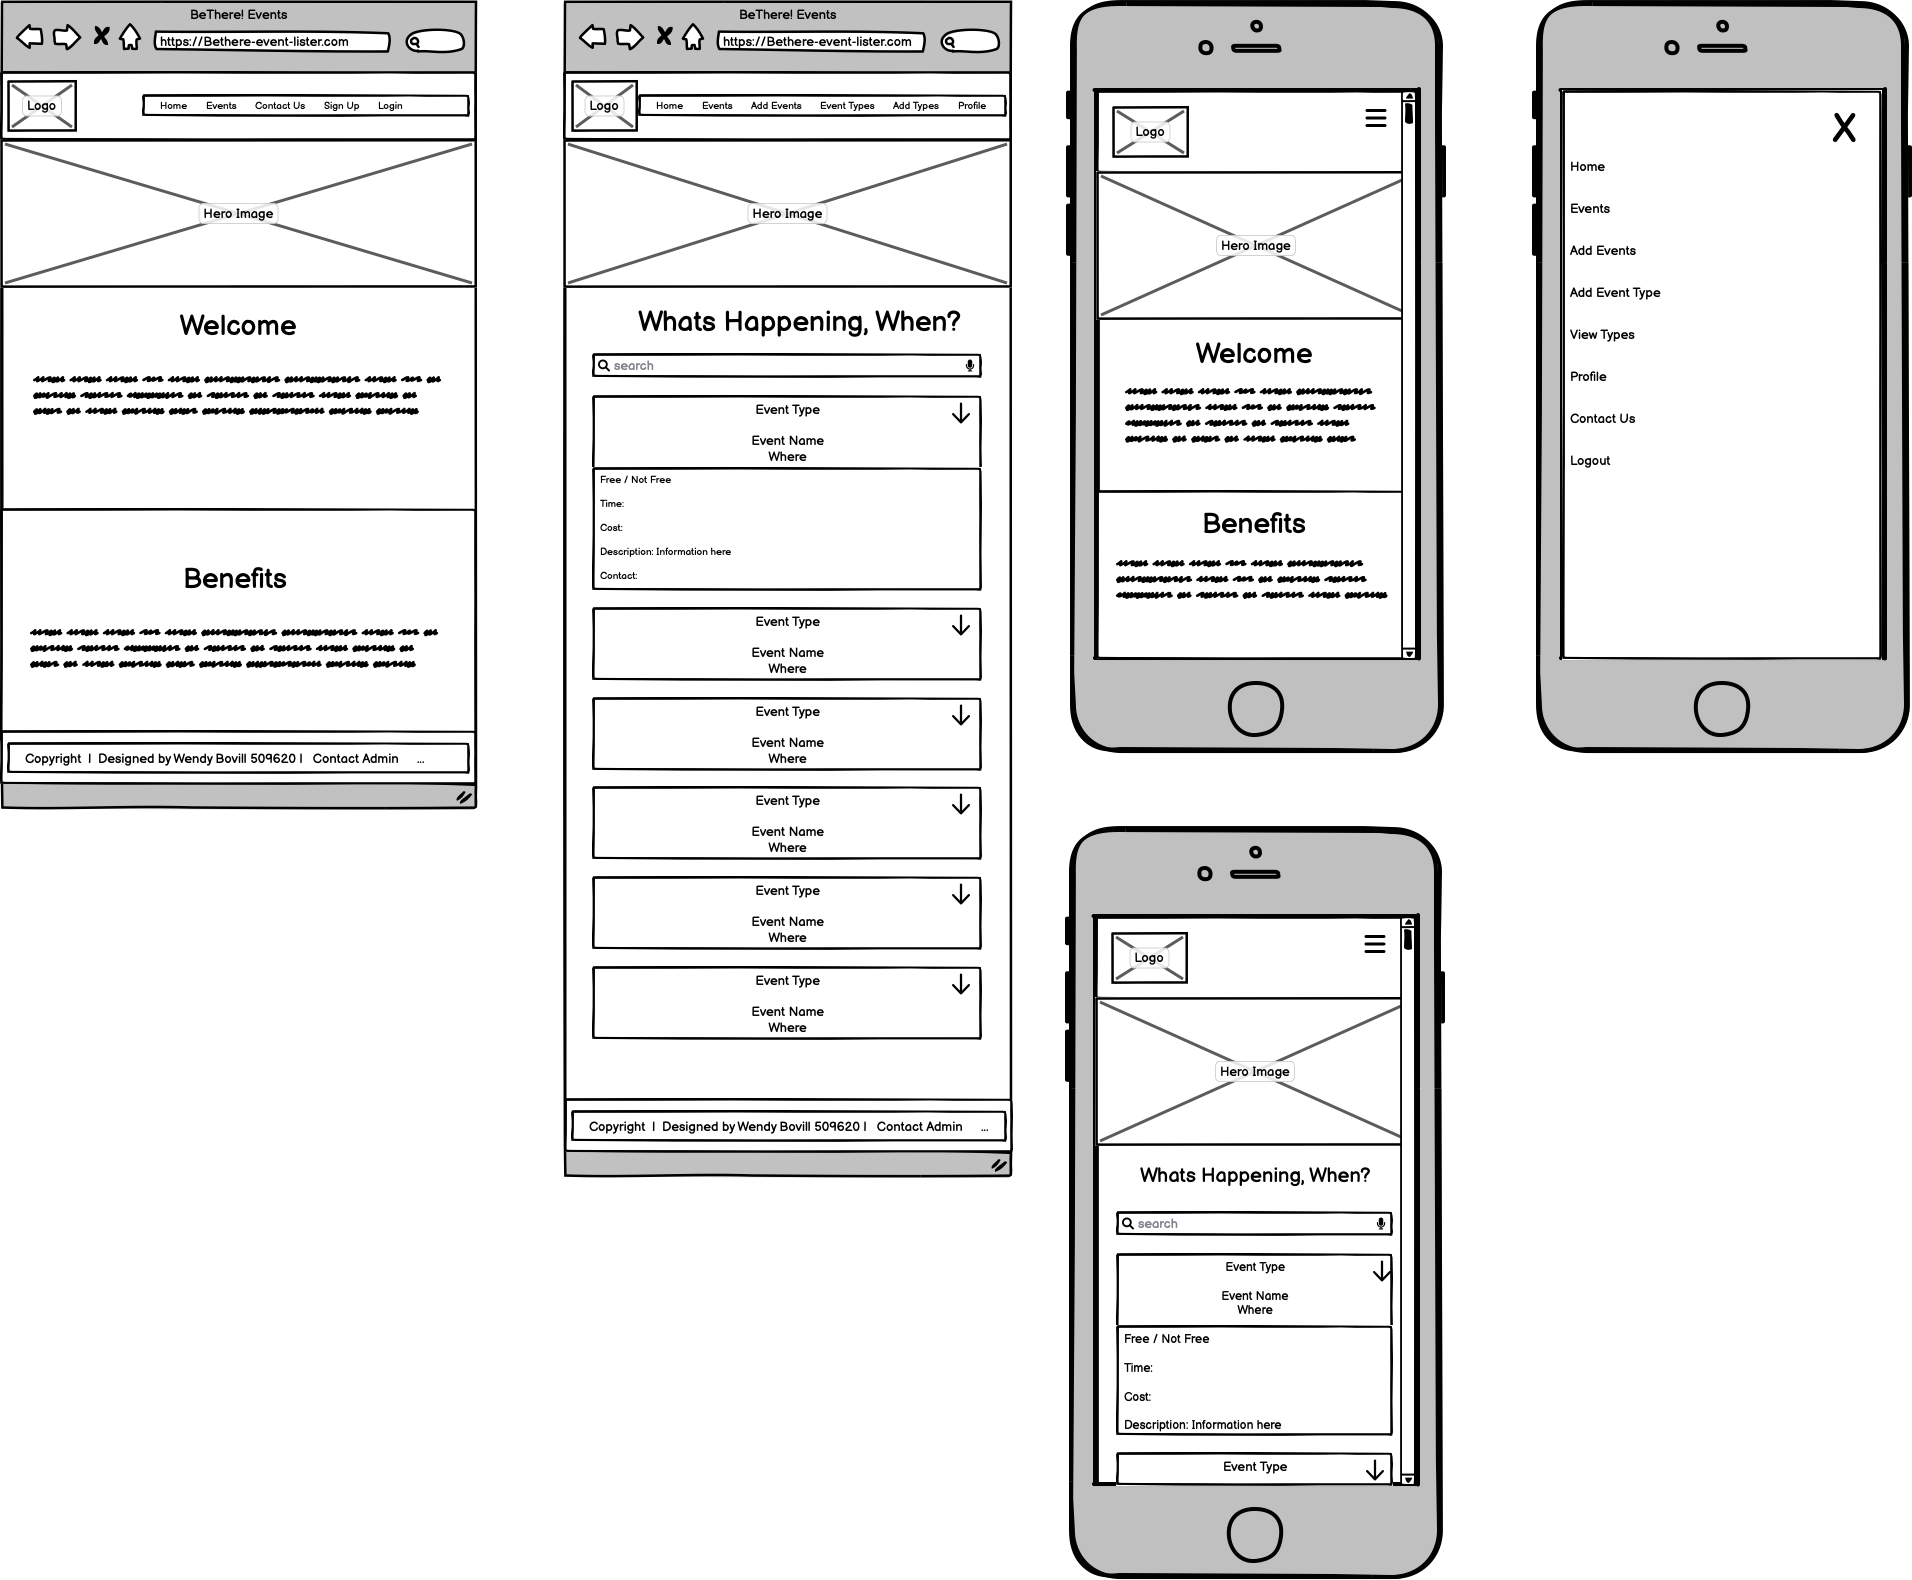 BeThere! Events
https://Bethere-event-lister.com
Logo
Home Events Contact Us Sign Up Login
Hero Image
Welcome
Benefits
Copyright | Designed by Wendy Bovill 509620 | Contact Admin ...
BeThere! Events
https://Bethere-event-lister.com
Logo
Home Events Add Events Event Types Add Types Profile
Hero Image
Whats Happening, When?
search
Event Type
Event Name
Where
Free / Not Free
Time:
Cost:
Description: Information here
Contact:
Event Type
Event Name
Where
Event Type
Event Name
Where
Event Type
Event Name
Where
Event Type
Event Name
Where
Event Type
Event Name
Where
Copyright | Designed by Wendy Bovill 509620 | Contact Admin ...
Logo
Hero Image
Welcome
Benefits
X
Home
Events
Add Events
Add Event Type
View Types
Profile
Contact Us
Logout
Logo
Hero Image
Whats Happening, When?
search
Event Type
Event Name
Where
Free / Not Free
Time:
Cost:
Description: Information here
Event Type